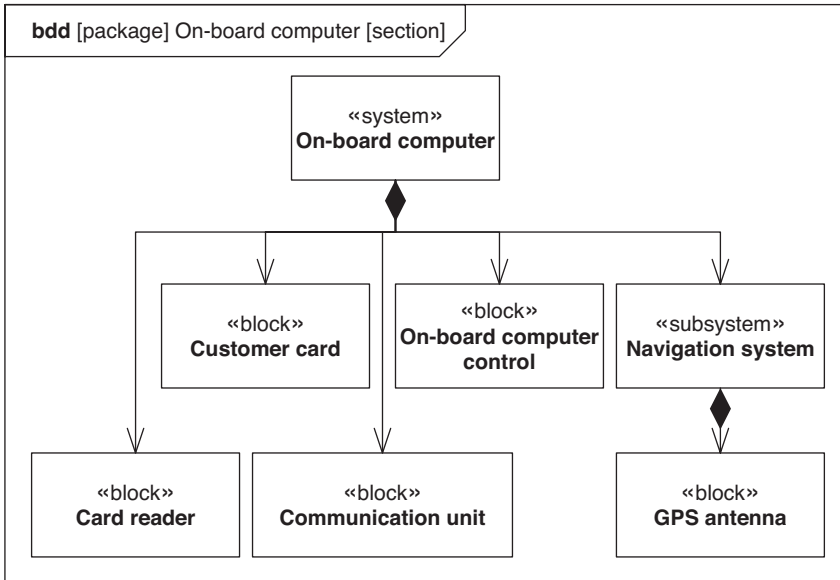 bdd [package] On-board computer [section]
«system»
On-board computer
«block»
Customer card
«block»
On-board computer
control
«subsystem»
Navigation system
«block»
Card reader
«block»
Communication unit
«block»
GPS antenna